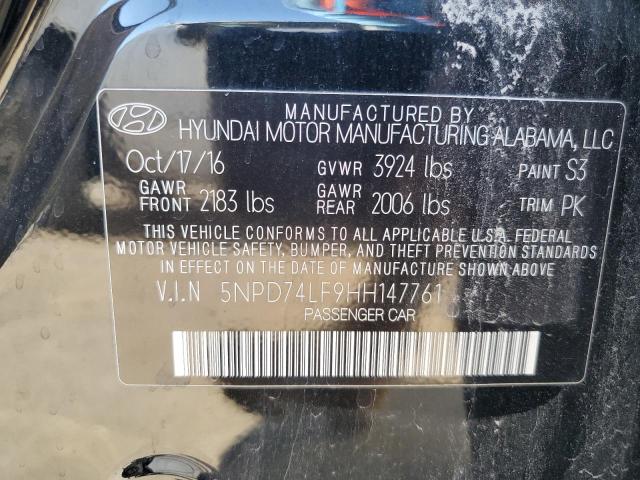 MANUFACTURED BY
HYUNDAI MOTOR MANUFACTURING ALABAMA, LLC
Oct/17/16 GVWR 3924 lbs PAINT S3
GAWR FRONT 2183 lbs GAWR REAR 2006 lbs TRIM PK
THIS VEHICLE CONFORMS TO ALL APPLICABLE U.S.A. FEDERAL
MOTOR VEHICLE SAFETY, BUMPER, AND THEFT PREVENTION STANDARDS
IN EFFECT ON THE DATE OF MANUFACTURE SHOWN ABOVE
V.I.N 5NPD74LF9HH147761
PASSENGER CAR